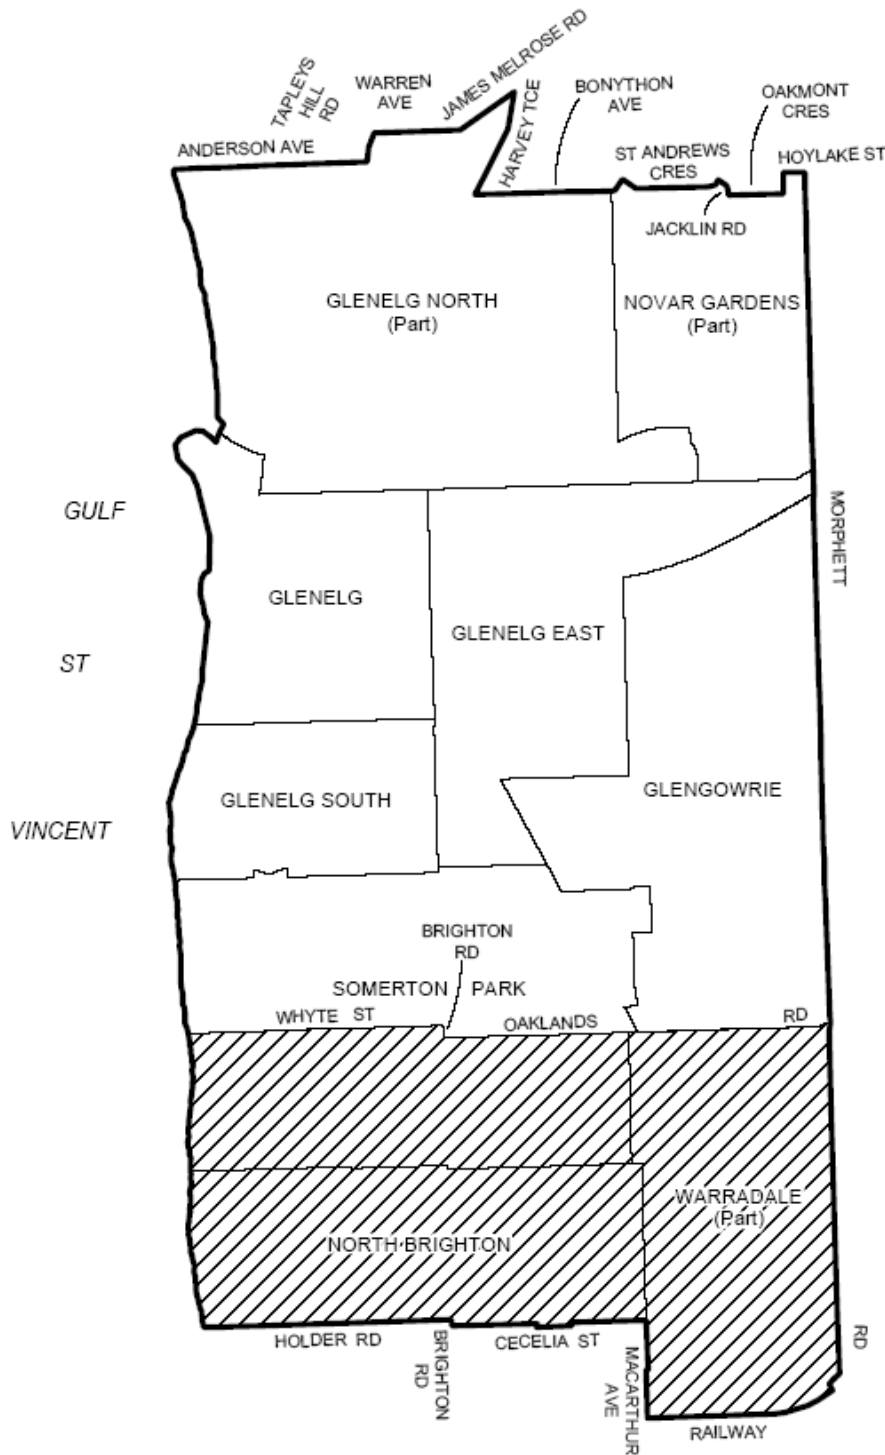 TAPLEYS
HILL
RD
WARREN
AVE
JAMES MELROSE RD
ANDERSON AVE
HARVEY TCE
BONYTHON
AVE
OAKMONT
CRES
ST ANDREWS
CRES
HOYLAKE ST
JACKLIN RD
GLENELG NORTH
(Part)
NOVAR GARDENS
(Part)
GULF
MORPHETT
GLENELG
GLENELG EAST
ST
GLENELG SOUTH
GLENGOWRIE
VINCENT
BRIGHTON
RD
SOMERTON PARK
WHYTE ST
OAKLANDS
RD
WARRADALE
(Part)
NORTH BRIGHTON
HOLDER RD
BRIGHTON
RD
CECELIA ST
MACARTHUR
AVE
RD
RAILWAY